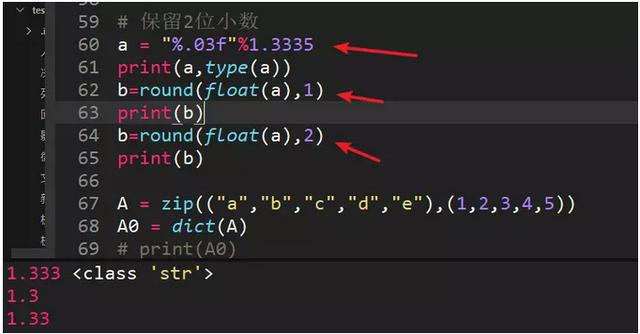 tes
59 # 保留2位小数
60 a = "%.03f"%1.3335
61 print(a,type(a))
62 b=round(float(a),1)
63 print(b)
64 b=round(float(a),2)
65 print(b)
66
67 A = zip(("a","b","c","d","e"),(1,2,3,4,5))
68 A0 = dict(A)
69 # print(A0)
1.333 <class 'str'>
1.3
1.33